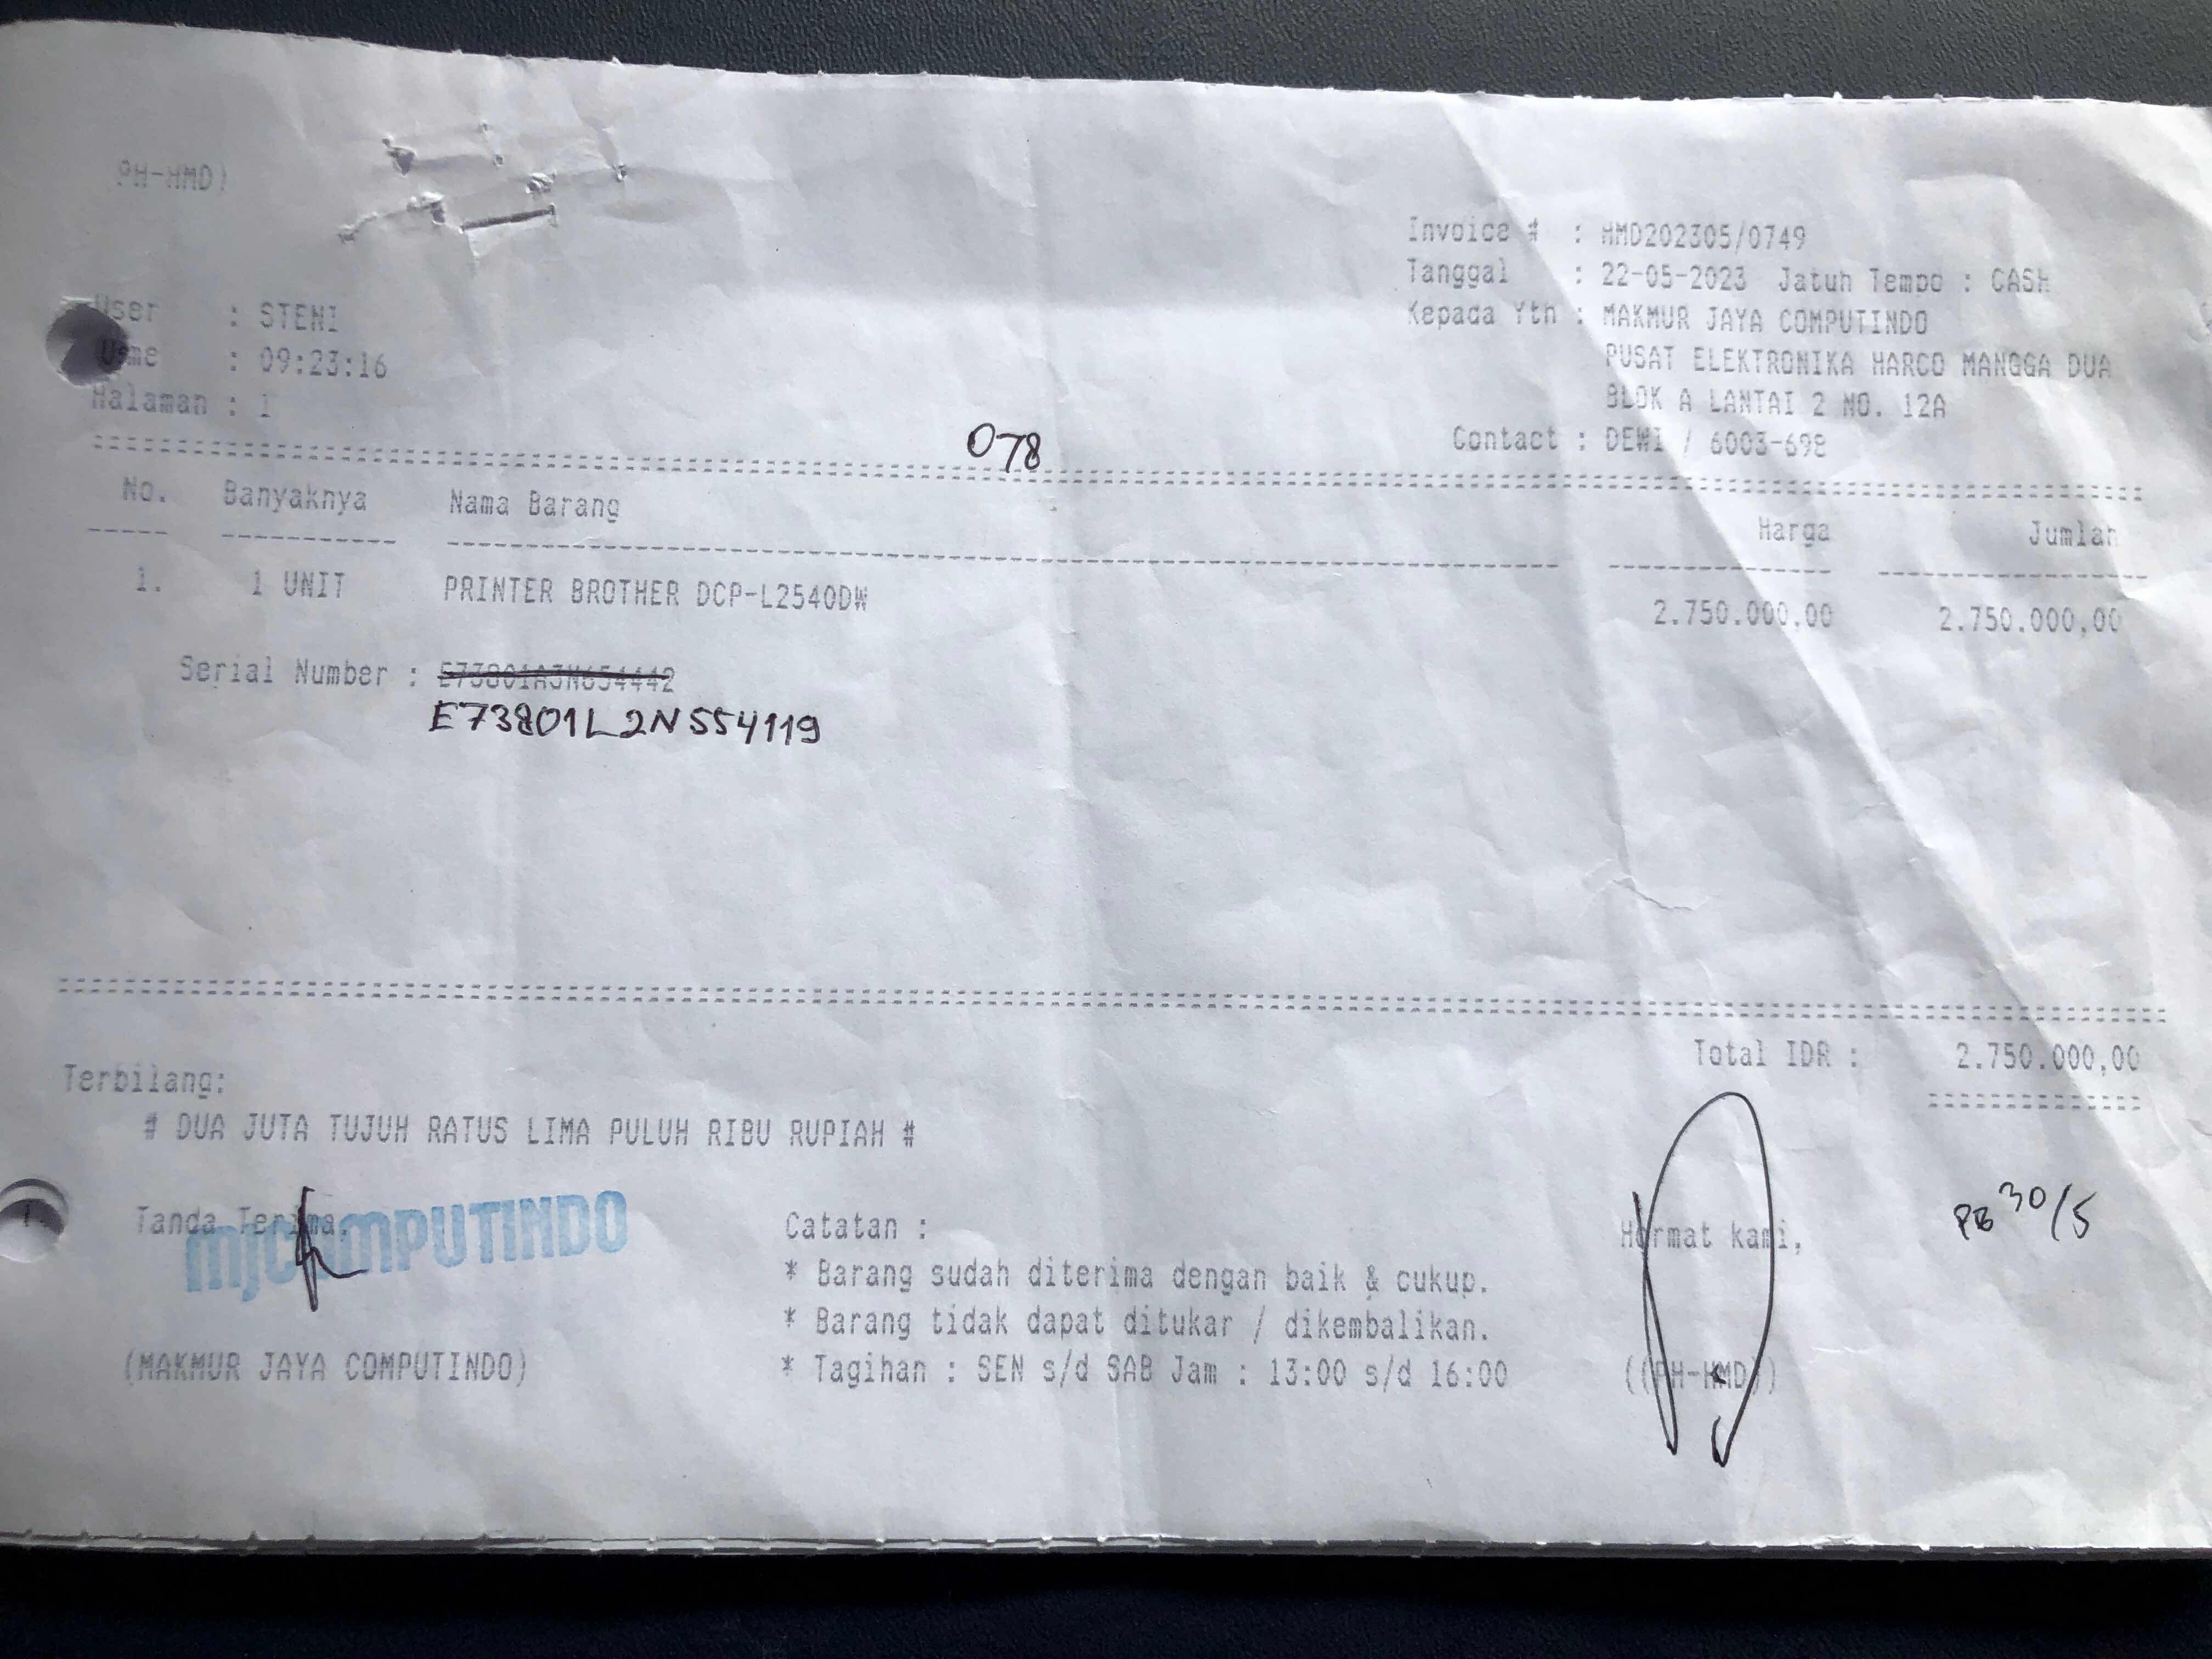 PH-HMD)
Invoice # : HMD202305/0749
Tanggal : 22-05-2023 Jatuh Tempo : CASH
Kepada Yth : MAKMUR JAYA COMPUTINDO
PUSAT ELEKTRONIKA HARCO MANGGA DUA
BLOK A LANTAI 2 NO. 12A
Contact : DEWI / 6003-698
User : STENI
: 09:23:16
Halaman : 1
078
No. Banyaknya Nama Barang Harga Jumlah
1. 1 UNIT PRINTER BROTHER DCP-L2540DW 2.750.000,00 2.750.000,00
Serial Number : E73801A3N654442
E73801L2N554119
Total IDR : 2.750.000,00
Terbilang:
# DUA JUTA TUJUH RATUS LIMA PULUH RIBU RUPIAH #
Tanda Terima.
mjCOMPUTINDO
(MAKMUR JAYA COMPUTINDO)
Catatan :
* Barang sudah diterima dengan baik & cukup.
* Barang tidak dapat ditukar / dikembalikan.
* Tagihan : SEN s/d SAB Jam : 13:00 s/d 16:00
Hormat kami,
((PH-HMD))
30/5